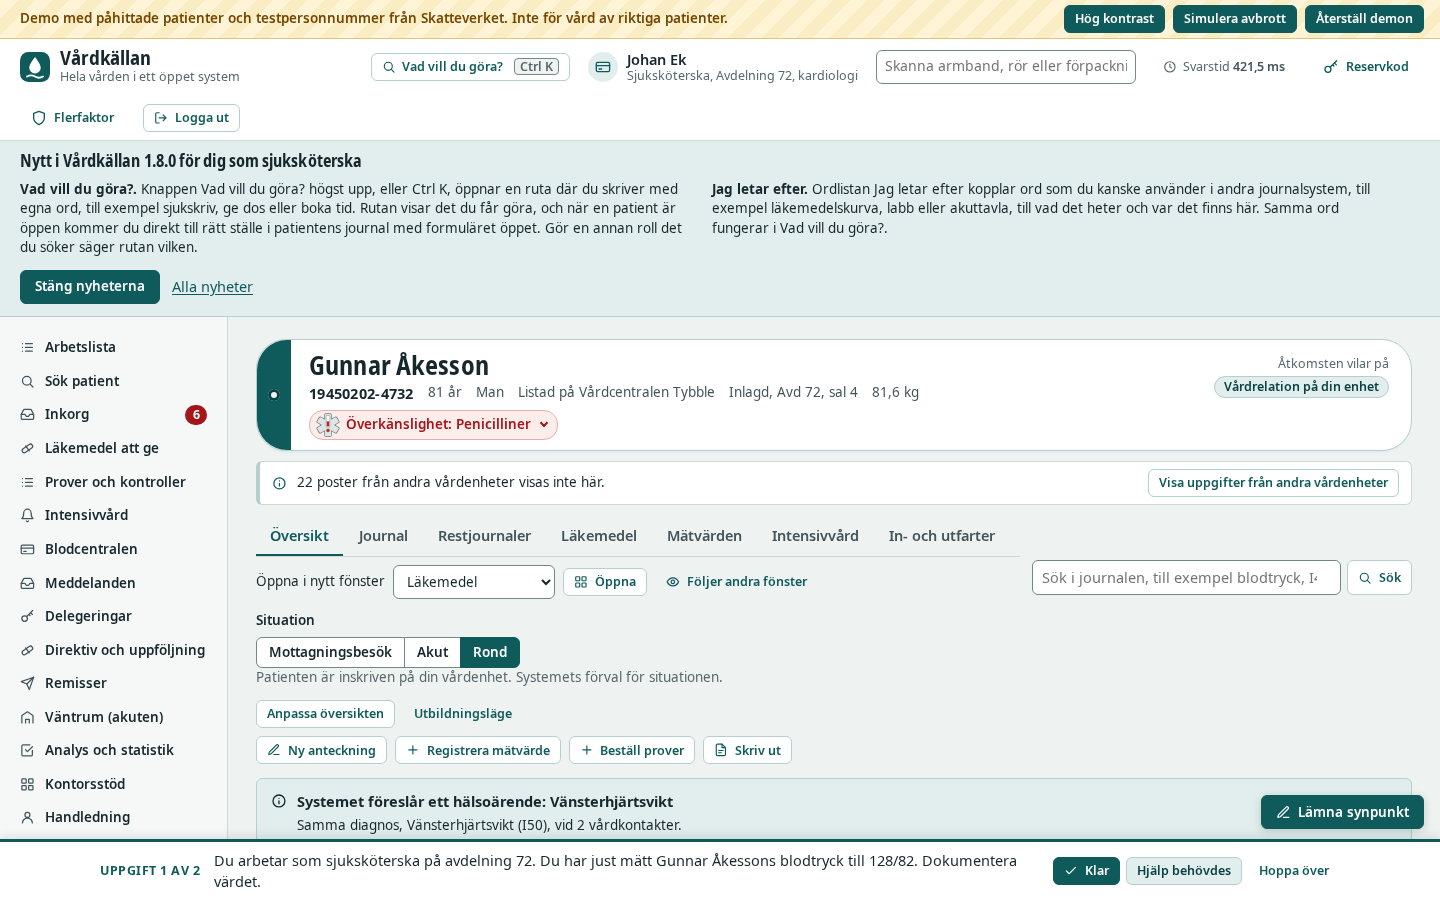 Demo med påhittade patienter och testpersonnummer från Skatteverket. Inte för vård av riktiga patienter.
Hög kontrast
Simulera avbrott
Återställ demon
Vårdkällan
Hela vården i ett öppet system
Vad vill du göra? Ctrl K
Johan Ek
Sjuksköterska, Avdelning 72, kardiologi
Skanna armband, rör eller förpackni
Svarstid 421,5 ms
Reservkod
Flerfaktor
Logga ut
Nytt i Vårdkällan 1.8.0 för dig som sjuksköterska
Vad vill du göra?. Knappen Vad vill du göra? högst upp, eller Ctrl K, öppnar en ruta där du skriver med
egna ord, till exempel sjukskriv, ge dos eller boka tid. Rutan visar det du får göra, och när en patient är
öppen kommer du direkt till rätt ställe i patientens journal med formuläret öppet. Gör en annan roll det
du söker säger rutan vilken.
Jag letar efter. Ordlistan Jag letar efter kopplar ord som du kanske använder i andra journalsystem, till
exempel läkemedelskurva, labb eller akuttavla, till vad det heter och var det finns här. Samma ord
fungerar i Vad vill du göra?.
Stäng nyheterna
Alla nyheter
Arbetslista
Sök patient
Inkorg 6
Läkemedel att ge
Prover och kontroller
Intensivvård
Blodcentralen
Meddelanden
Delegeringar
Direktiv och uppföljning
Remisser
Väntrum (akuten)
Analys och statistik
Kontorsstöd
Handledning
Gunnar Åkesson
19450202-4732 81 år Man Listad på Vårdcentralen Tybble Inlagd, Avd 72, sal 4 81,6 kg
Överkänslighet: Penicilliner
Åtkomsten vilar på
Vårdrelation på din enhet
22 poster från andra vårdenheter visas inte här.
Visa uppgifter från andra vårdenheter
Översikt
Journal
Restjournaler
Läkemedel
Mätvärden
Intensivvård
In- och utfarter
Öppna i nytt fönster
Läkemedel
Öppna
Följer andra fönster
Sök i journalen, till exempel blodtryck, I4
Sök
Situation
Mottagningsbesök
Akut
Rond
Patienten är inskriven på din vårdenhet. Systemets förval för situationen.
Anpassa översikten
Utbildningsläge
Ny anteckning
Registrera mätvärde
Beställ prover
Skriv ut
Systemet föreslår ett hälsoärende: Vänsterhjärtsvikt
Samma diagnos, Vänsterhjärtsvikt (I50), vid 2 vårdkontakter.
Lämna synpunkt
UPPGIFT 1 AV 2
Du arbetar som sjuksköterska på avdelning 72. Du har just mätt Gunnar Åkessons blodtryck till 128/82. Dokumentera
värdet.
Klar
Hjälp behövdes
Hoppa över